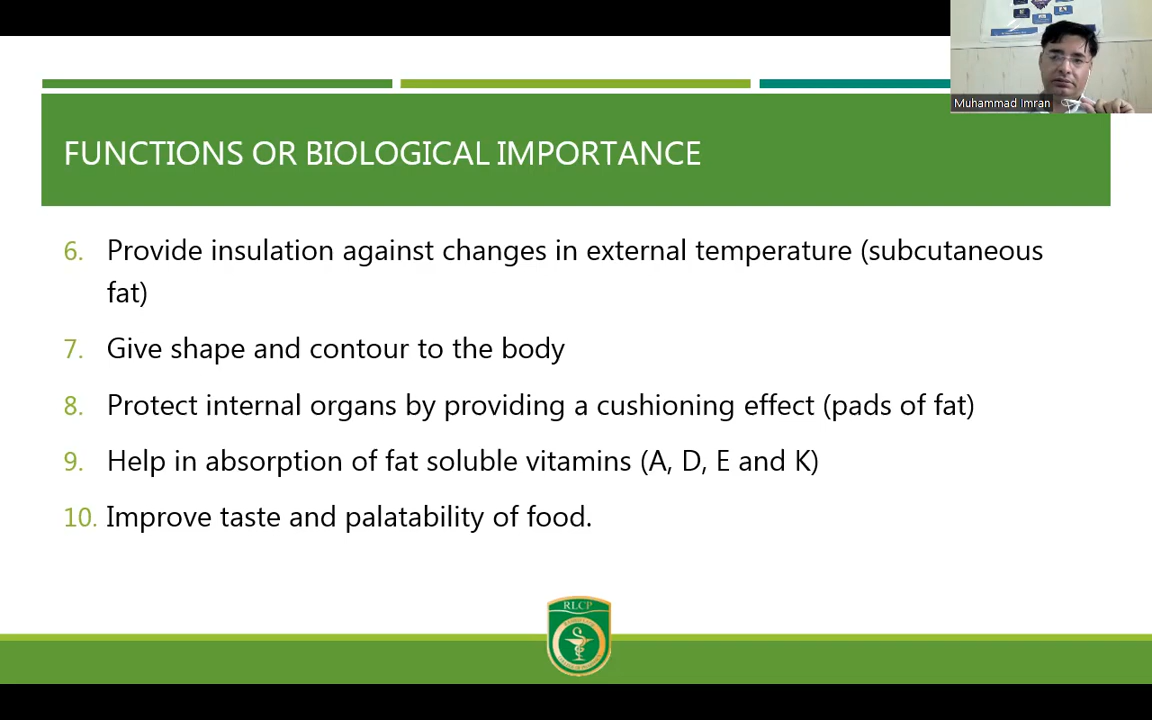 Muhammad Imran
FUNCTIONS OR BIOLOGICAL IMPORTANCE
6. Provide insulation against changes in external temperature (subcutaneous
fat)
7. Give shape and contour to the body
8. Protect internal organs by providing a cushioning effect (pads of fat)
9. Help in absorption of fat soluble vitamins (A, D, E and K)
10. Improve taste and palatability of food.
RLCP